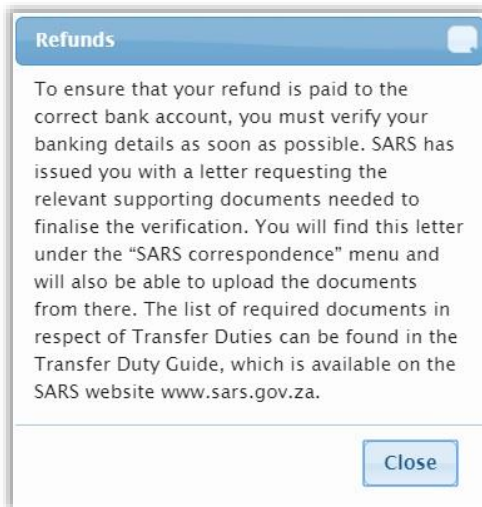 Refunds
To ensure that your refund is paid to the
correct bank account, you must verify your
banking details as soon as possible. SARS has
issued you with a letter requesting the
relevant supporting documents needed to
finalise the verification. You will find this letter
under the “SARS correspondence” menu and
will also be able to upload the documents
from there. The list of required documents in
respect of Transfer Duties can be found in the
Transfer Duty Guide, which is available on the
SARS website www.sars.gov.za.
Close